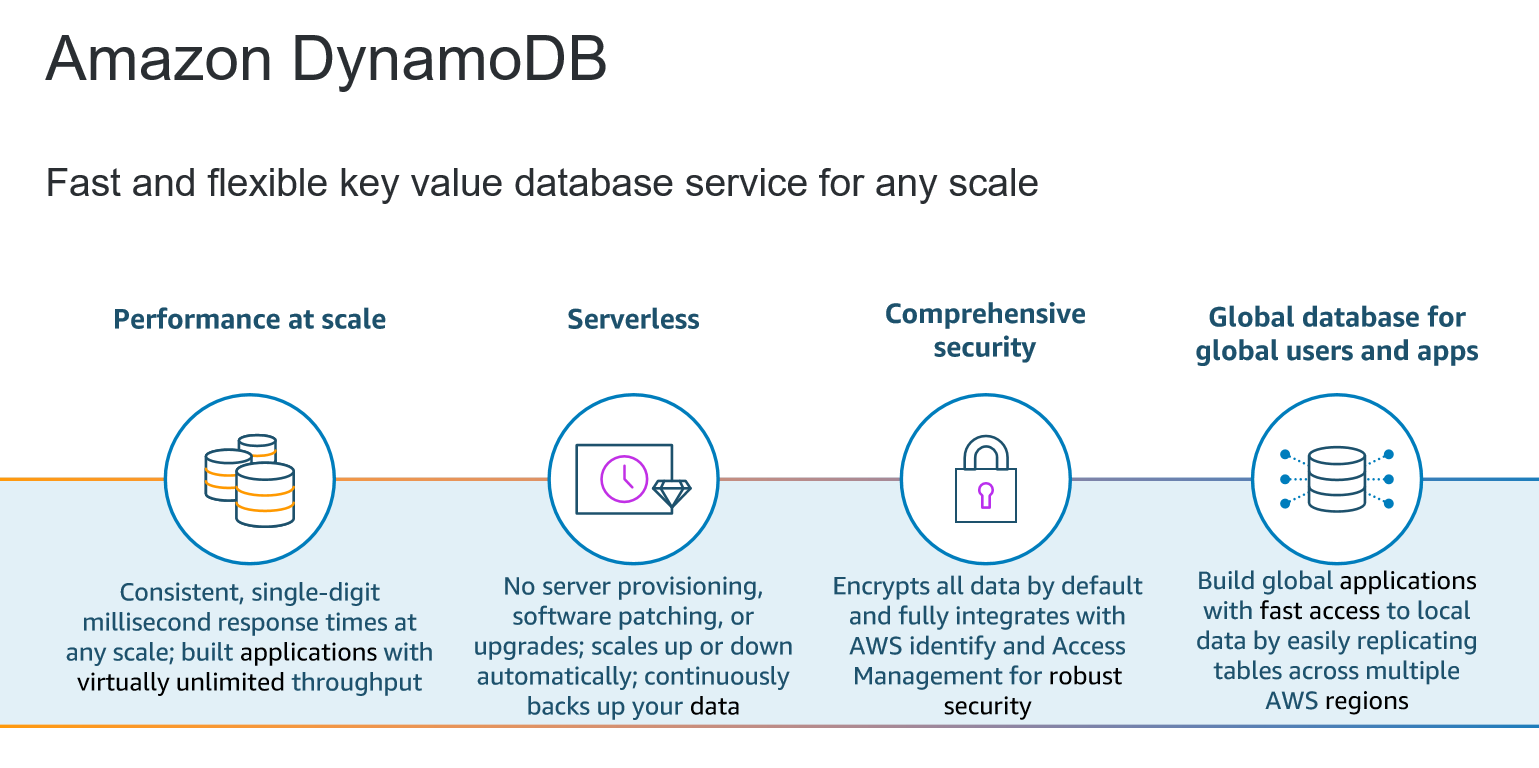 Amazon DynamoDB
Fast and flexible key value database service for any scale
Performance at scale
Consistent, single-digit
millisecond response times at
any scale; built applications with
virtually unlimited throughput
Serverless
No server provisioning,
software patching, or
upgrades; scales up or down
automatically; continuously
backs up your data
Comprehensive
security
Encrypts all data by default
and fully integrates with
AWS identify and Access
Management for robust
security
Global database for
global users and apps
Build global applications
with fast access to local
data by easily replicating
tables across multiple
AWS regions